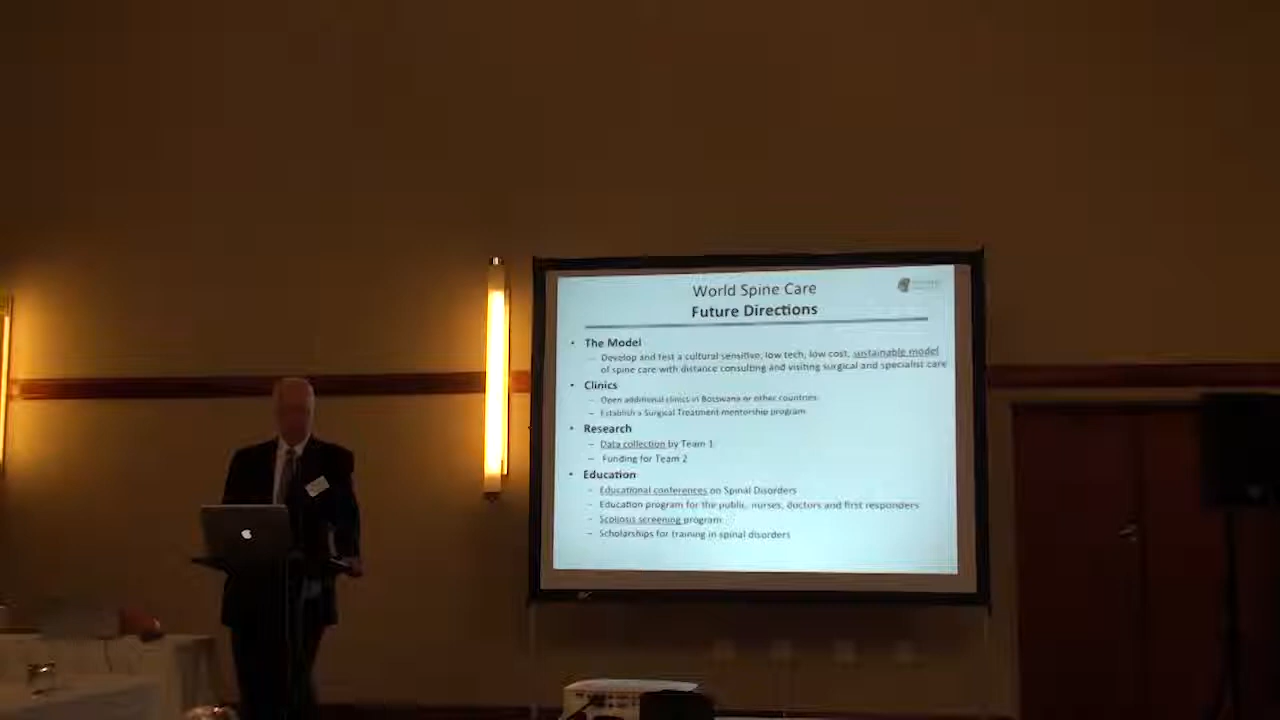 World Spine Care
Future Directions
• The Model
– Develop and test a cultural sensitive, low tech, low cost, sustainable model
of spine care with distance consulting and visiting surgical and specialist care
• Clinics
– Open additional clinics in Botswana or other countries
– Establish a Surgical Treatment mentorship program
• Research
– Data collection by Team 1
– Funding for Team 2
• Education
– Educational conferences on Spinal Disorders
– Education program for the public, nurses, doctors and first responders
– Scoliosis screening program
– Scholarships for training in spinal disorders